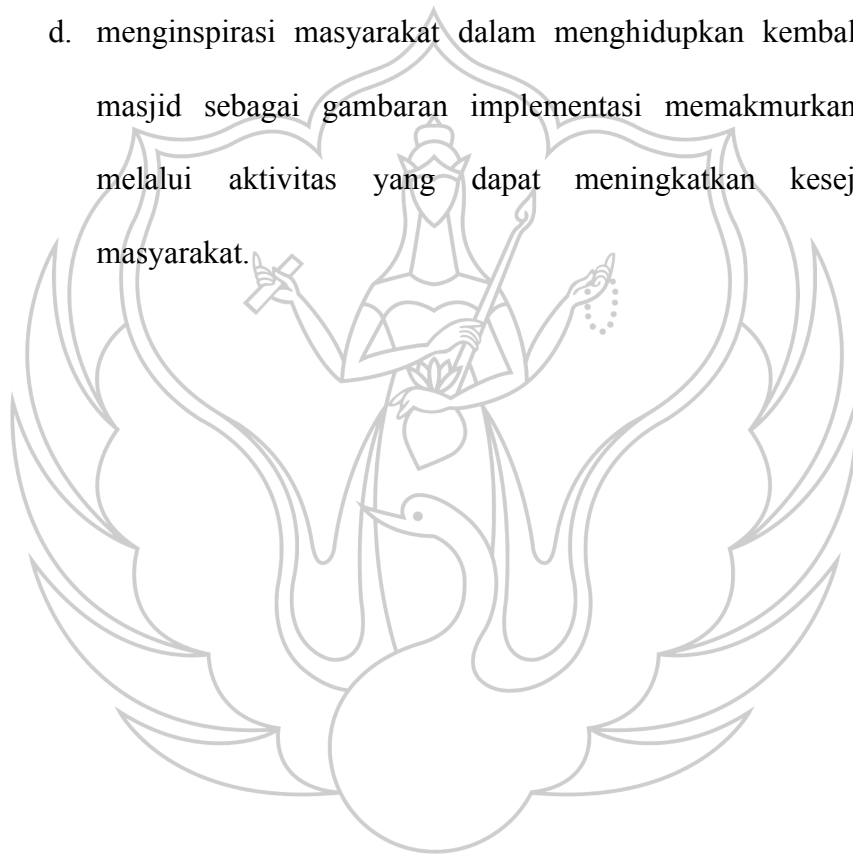 d. menginspirasi masyarakat dalam menghidupkan kembal
masjid sebagai gambaran implementasi memakmurkan
melalui aktivitas yang dapat meningkatkan kesej
masyarakat.